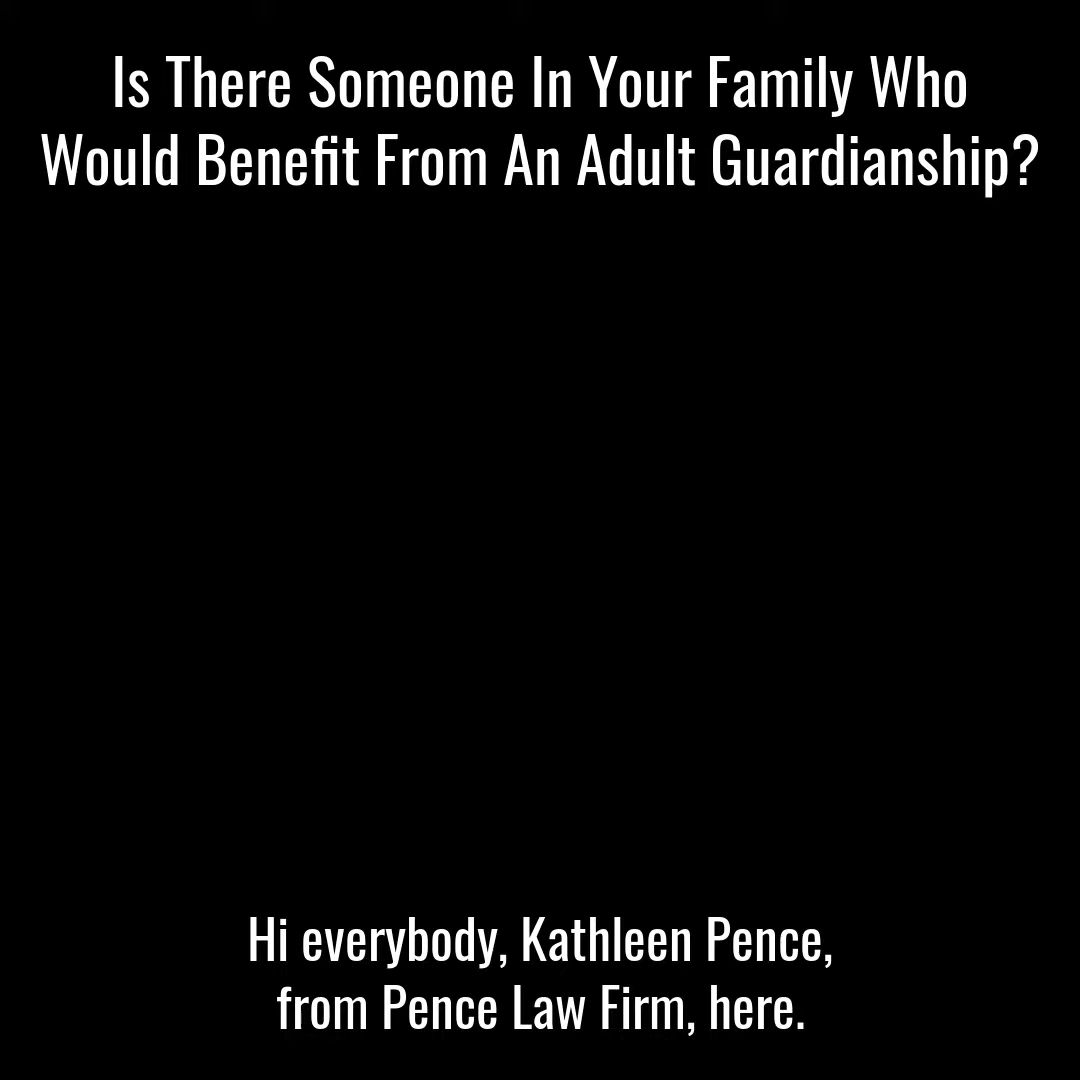 Is There Someone In Your Family Who
Would Benefit From An Adult Guardianship?
Hi everybody, Kathleen Pence,
from Pence Law Firm, here.